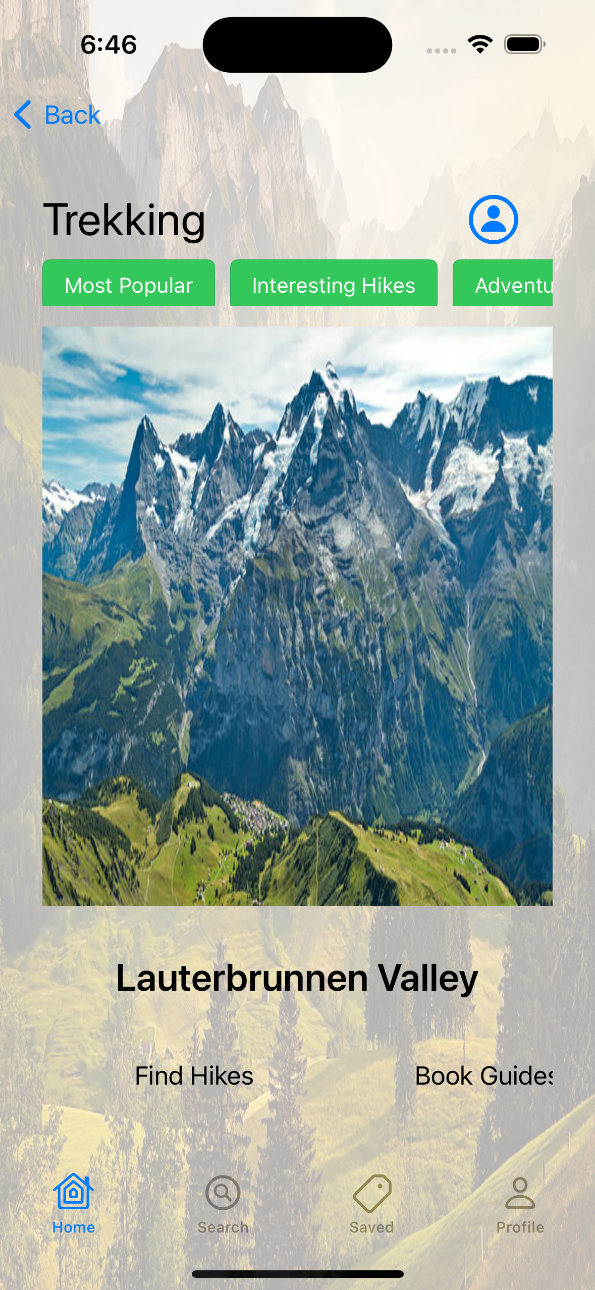 6:46
Back
Trekking
Most Popular Interesting Hikes Adventu
Lauterbrunnen Valley
Find Hikes Book Guides
Home Search Saved Profile